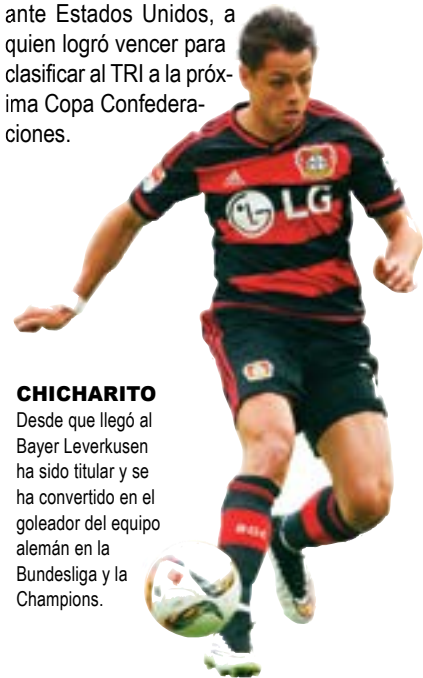 ante Estados Unidos, a
quien logró vencer para
clasificar al TRI a la próx-
ima Copa Confedera-
ciones.
LG
CHICHARITO
Desde que llegó al
Bayer Leverkusen
ha sido titular y se
ha convertido en el
goleador del equipo
alemán en la
Bundesliga y la
Champions.